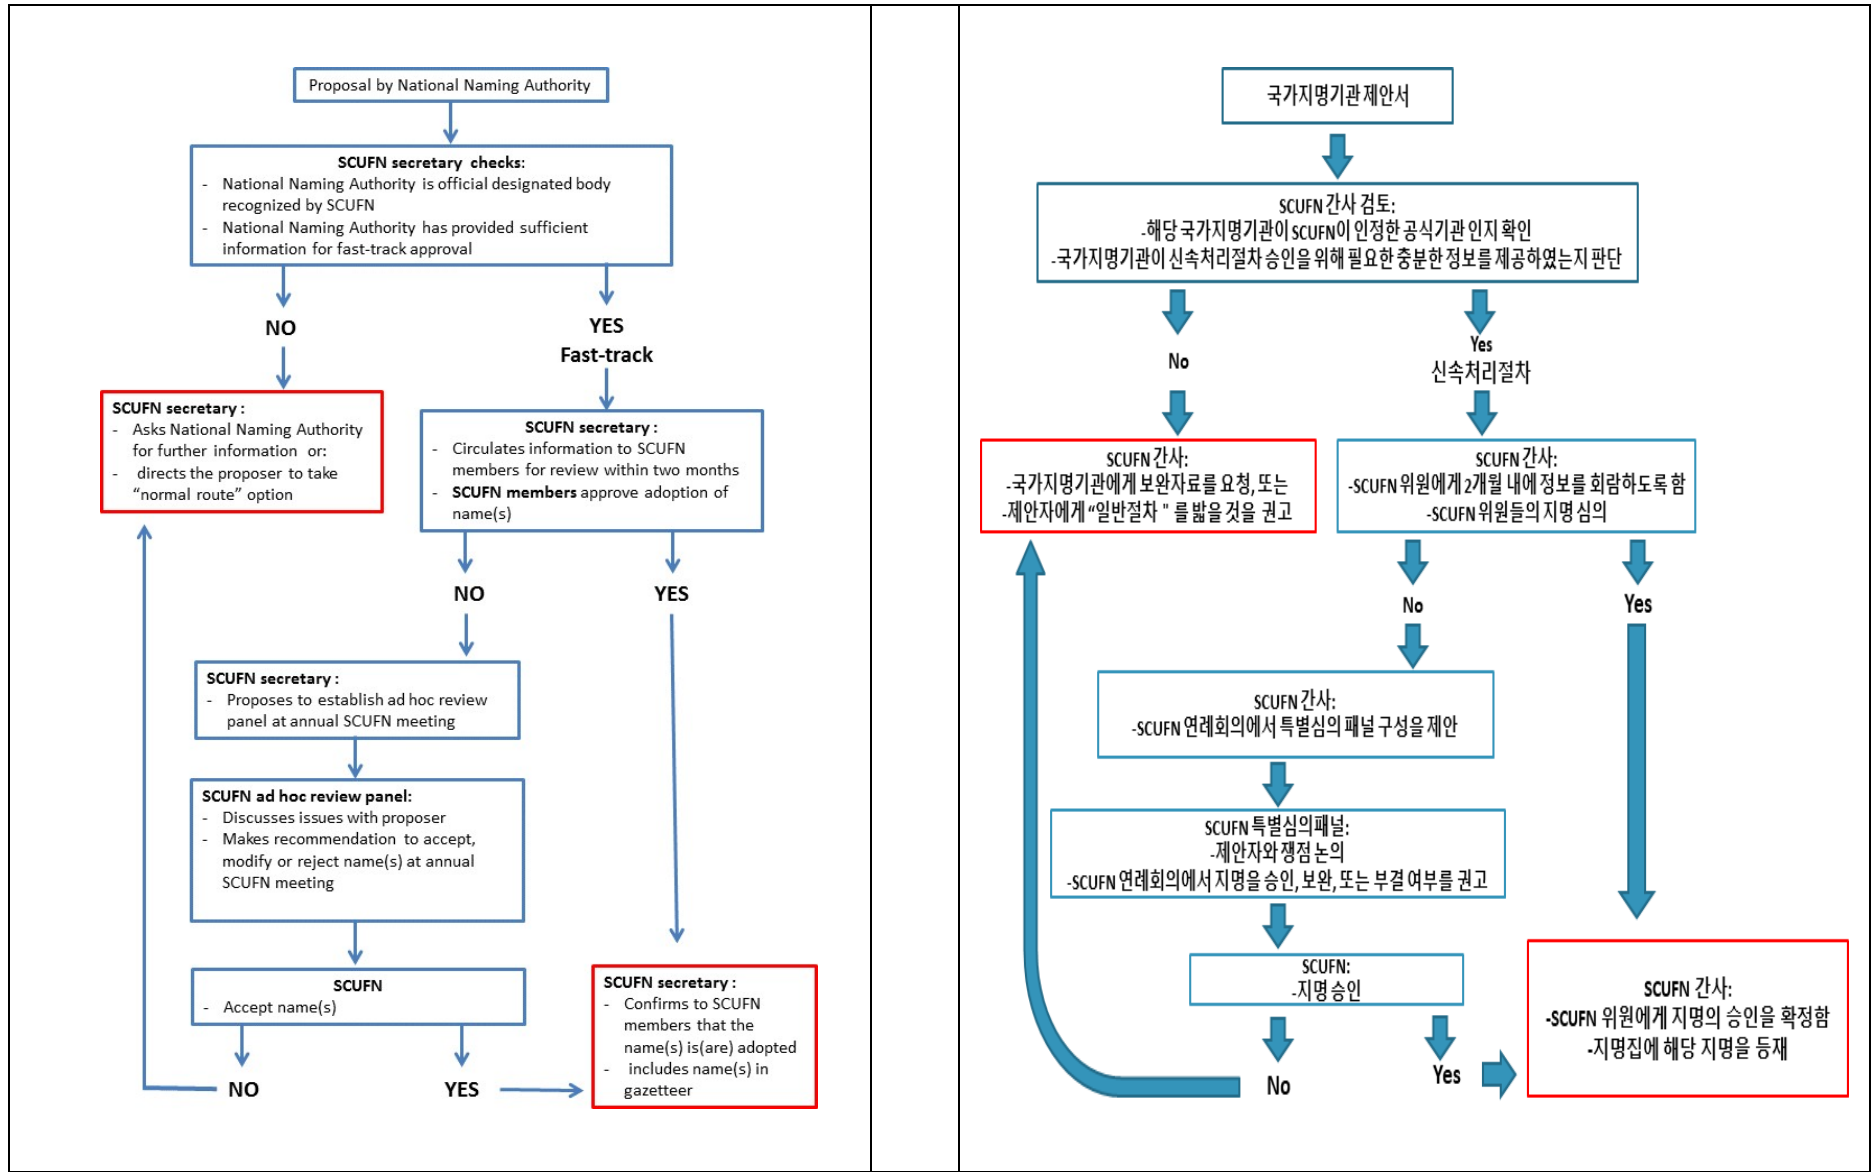 Proposal by National Naming Authority
SCUFN secretary checks:
- National Naming Authority is official designated body
recognized by SCUFN
- National Naming Authority has provided sufficient
information for fast-track approval
NO
YES
Fast-track
SCUFN secretary :
- Asks National Naming Authority
for further information or:
- directs the proposer to take
“normal route” option
SCUFN secretary :
- Circulates information to SCUFN
members for review within two months
- SCUFN members approve adoption of
name(s)
NO
YES
SCUFN secretary :
- Proposes to establish ad hoc review
panel at annual SCUFN meeting
SCUFN ad hoc review panel:
- Discusses issues with proposer
- Makes recommendation to accept,
modify or reject name(s) at annual
SCUFN meeting
SCUFN
- Accept name(s)
NO
YES
SCUFN secretary :
- Confirms to SCUFN
members that the
name(s) is(are) adopted
- includes name(s) in
gazetteer
국가지명기관 제안서
SCUFN 간사 검토:
-해당 국가지명기관이 SCUFN이 인정한 공식기관 인지 확인
-국가지명기관이 신속처리절차 승인을 위해 필요한 충분한 정보를 제공하였는지 판단
No
Yes
신속처리절차
SCUFN 간사:
-국가지명기관에게 보완자료를 요청, 또는
-제안자에게 “일반절차 " 를 밟을 것을 권고
SCUFN 간사:
-SCUFN 위원에게 2개월 내에 정보를 회람하도록 함
-SCUFN 위원들의 지명 심의
No
Yes
SCUFN 간사:
-SCUFN 연례회의에서 특별심의 패널 구성을 제안
SCUFN 특별심의패널:
-제안자와 쟁점 논의
-SCUFN 연례회의에서 지명을 승인, 보완, 또는 부결 여부를 권고
SCUFN:
-지명 승인
No
Yes
SCUFN 간사:
-SCUFN 위원에게 지명의 승인을 확정함
-지명집에 해당 지명을 등재